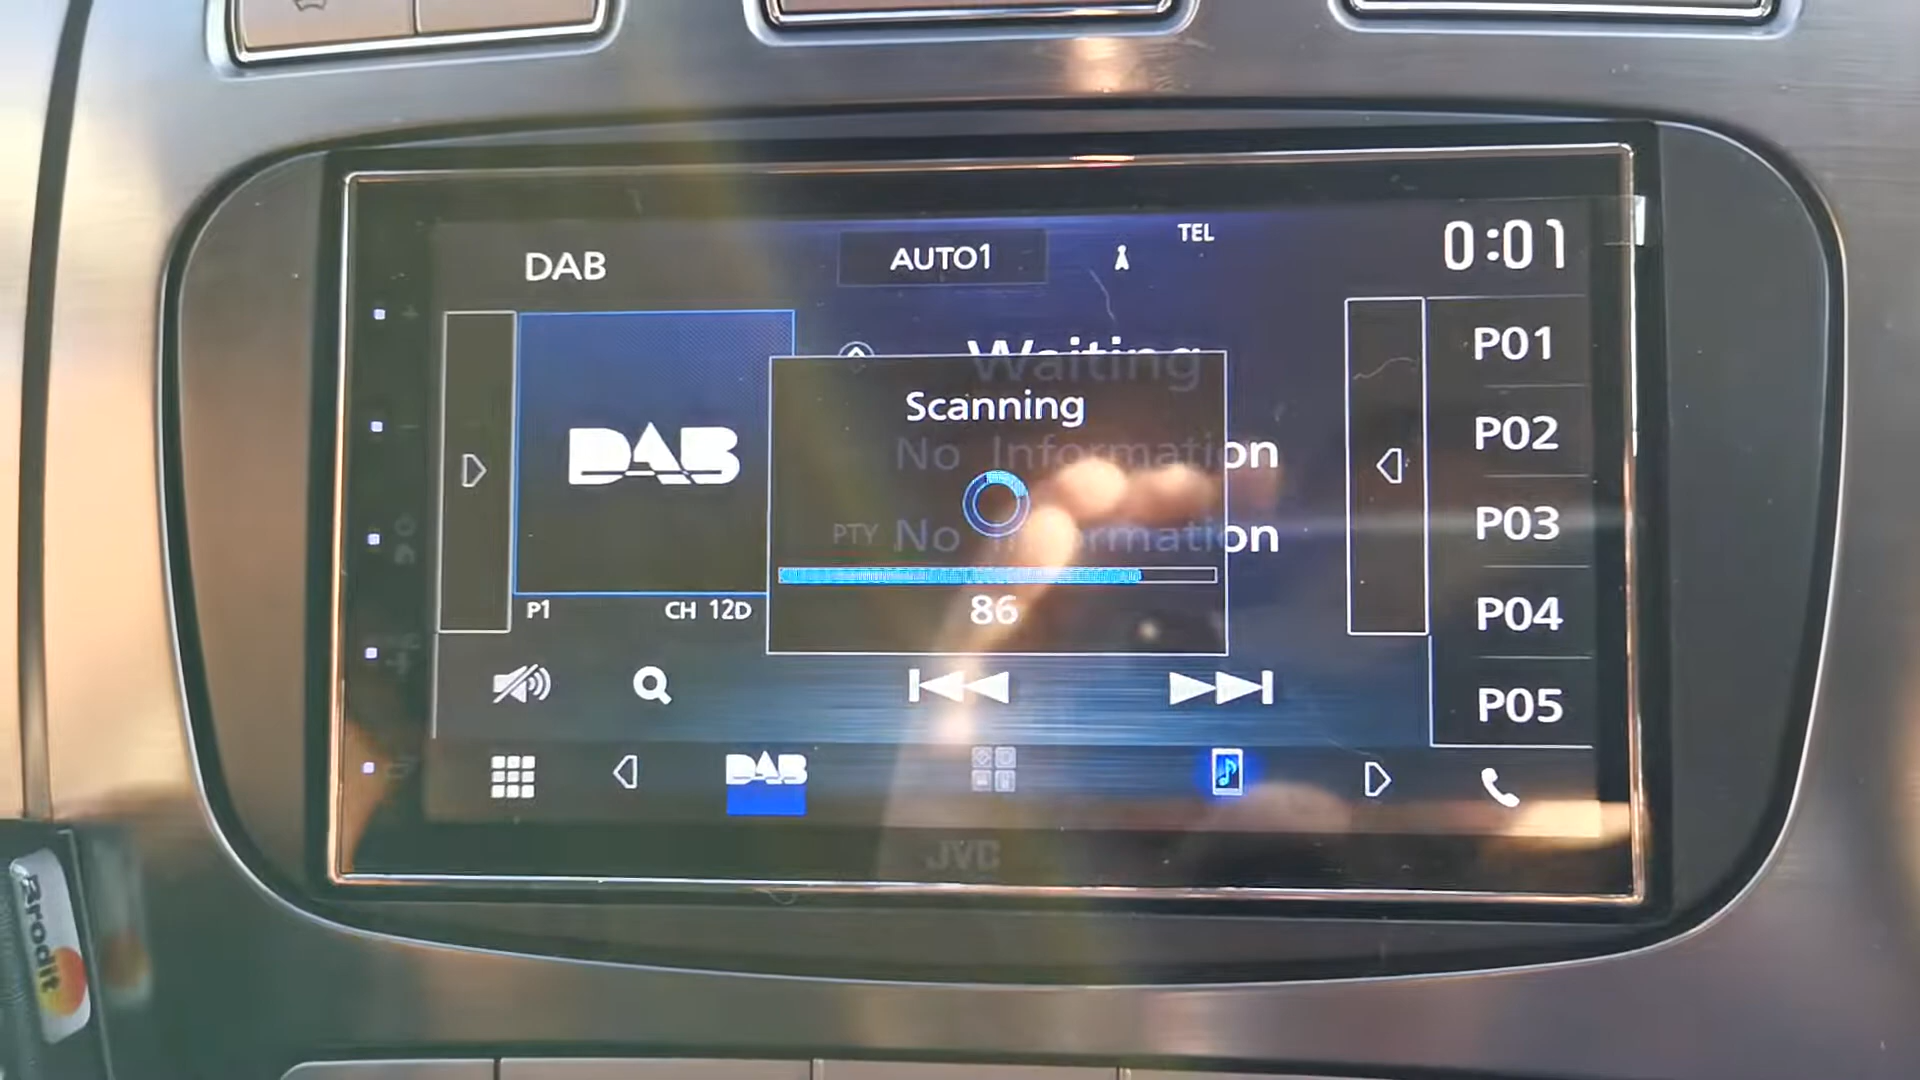 DAB
AUTO1
TEL
0:01
Waiting
Scanning
No Information
PTY No Information
86
DAB
P1
CH 12D
P01
P02
P03
P04
P05
DAB
JVC
Brodit